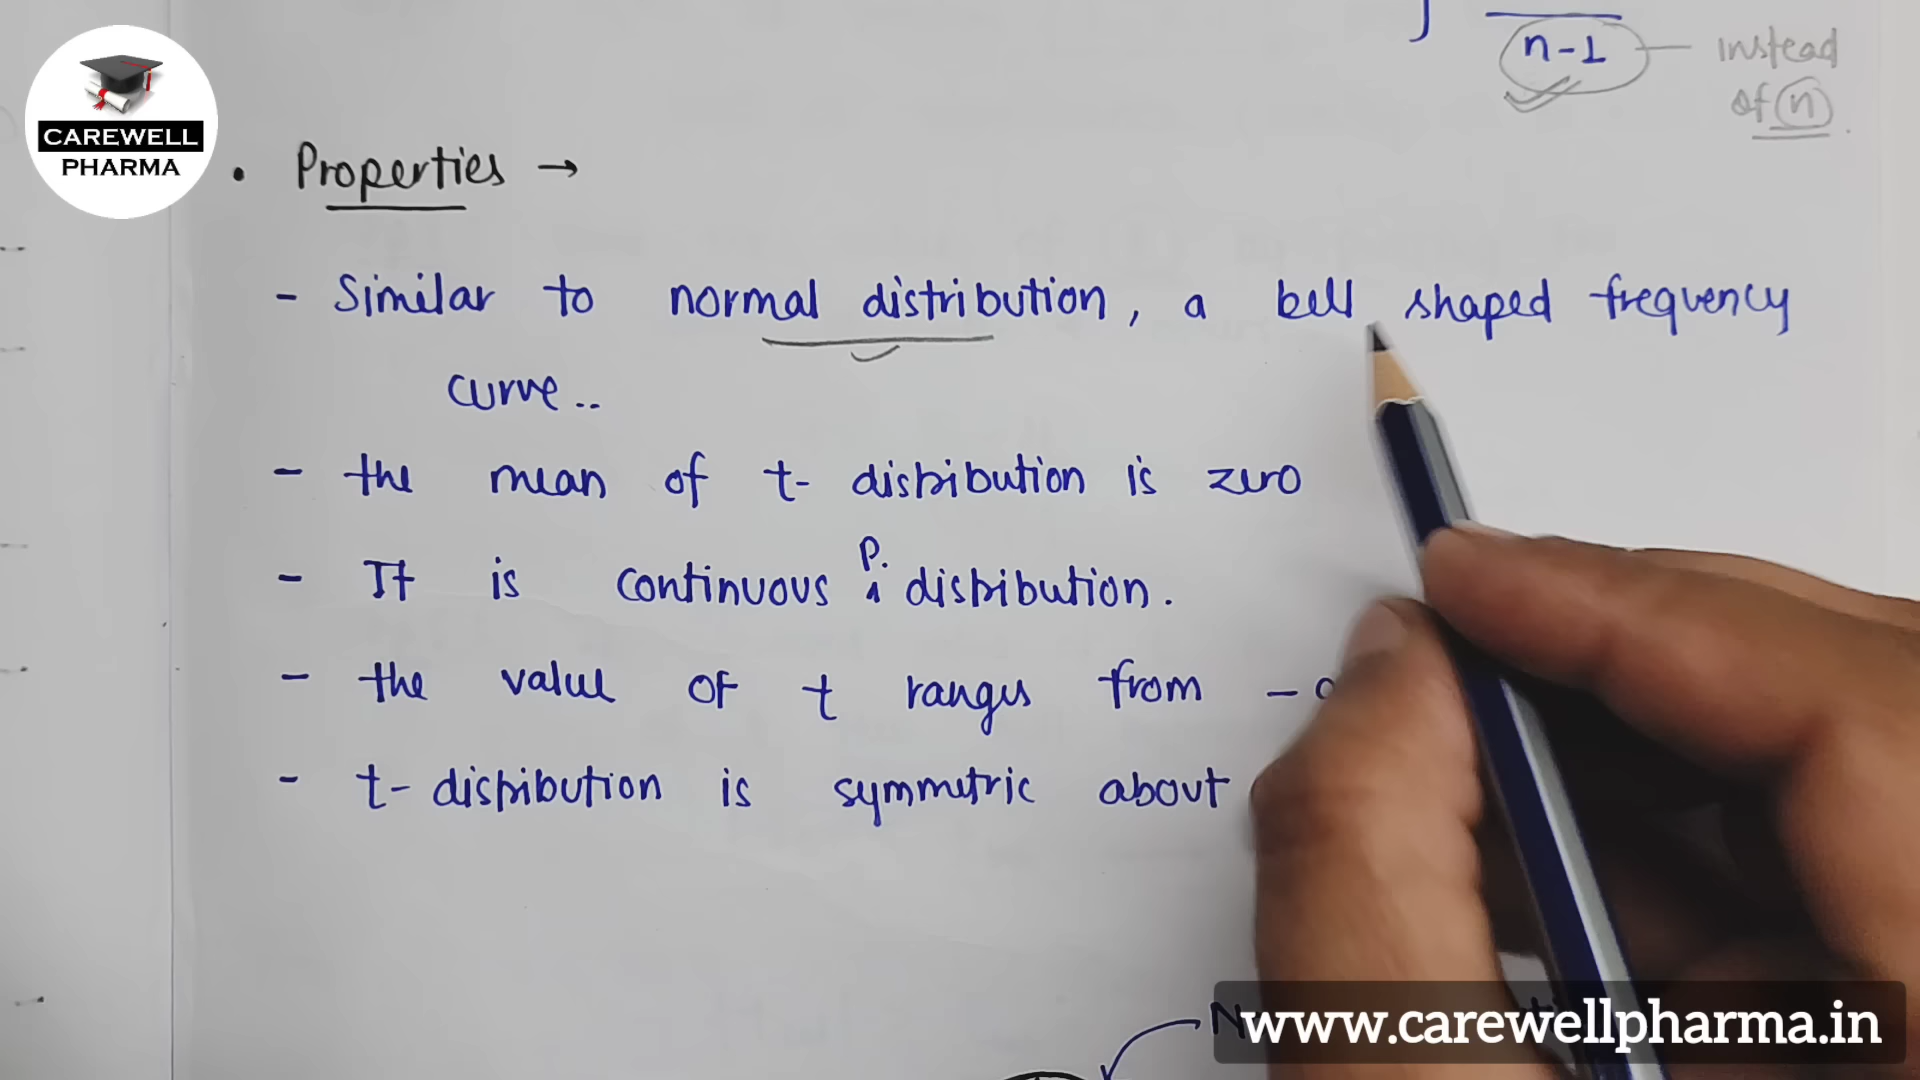 n-1
instead
of n
CAREWELL
PHARMA
• Properties →
- Similar to normal distribution, a bell shaped frequency
curve..
- the mean of t- distribution is zero
- It is continuous P. distribution.
- the value of t ranges from -
- t- distribution is symmetric about
www.carewellpharma.in